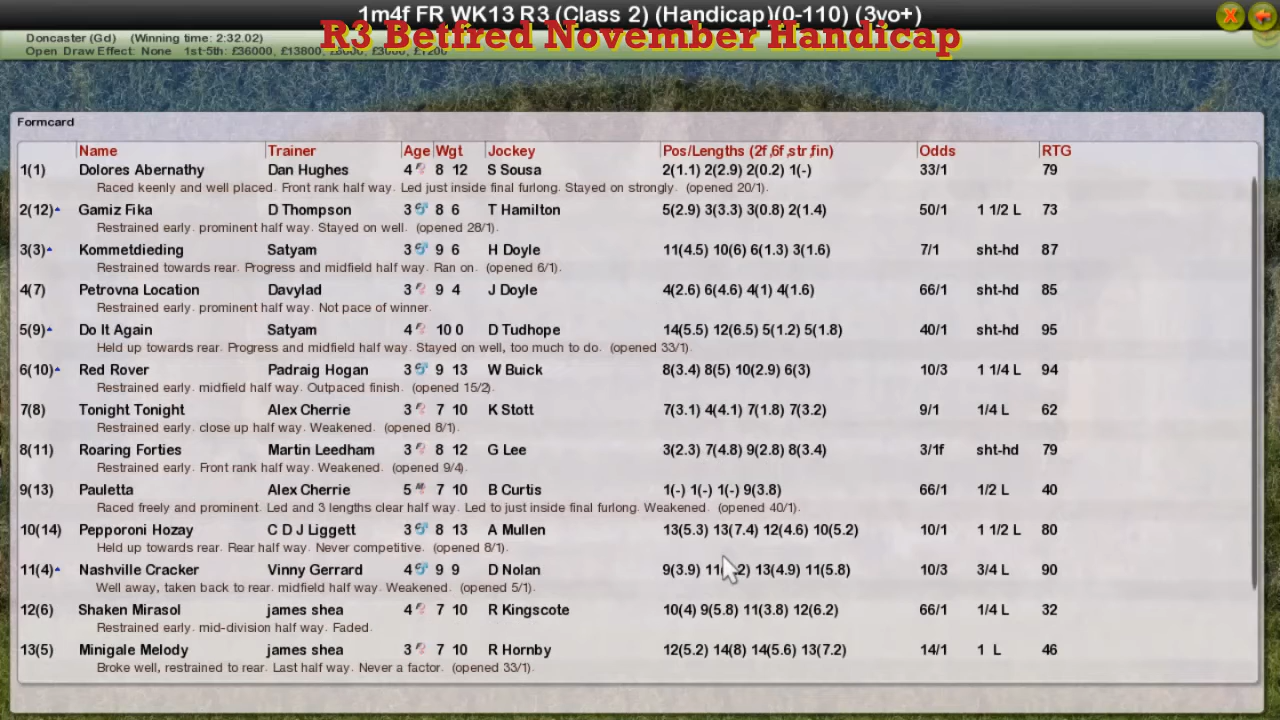 1m4f FR WK13 R3 (Class 2) (Handicap)(0-110) (3yo+)
R3 Betfred November Handicap
Doncaster (Gd) (Winning time: 2:32.02)
Open Draw Effect: None 1st-5th: £36000, £13800, £6000, £3000, £1200
Formcard
Name Trainer Age Wgt Jockey Pos/Lengths (2f,6f,str,fin) Odds RTG
1(1) Dolores Abernathy Dan Hughes 4 8 12 S Sousa 2(1.1) 2(2.9) 2(0.2) 1(-) 33/1 79
Raced keenly and well placed. Front rank half way. Led just inside final furlong. Stayed on strongly. (opened 20/1).
2(12) Gamiz Fika D Thompson 3 8 6 T Hamilton 5(2.9) 3(3.3) 3(0.8) 2(1.4) 50/1 1 1/2 L 73
Restrained early. prominent half way. Stayed on well. (opened 28/1).
3(3) Kommetdieding Satyam 3 9 6 H Doyle 11(4.5) 10(6) 6(1.3) 3(1.6) 7/1 sht-hd 87
Restrained towards rear. Progress and midfield half way. Ran on. (opened 6/1).
4(7) Petrovna Location Davylad 3 9 4 J Doyle 4(2.6) 6(4.6) 4(1) 4(1.6) 66/1 sht-hd 85
Restrained early. prominent half way. Not pace of winner.
5(9) Do It Again Satyam 4 10 0 D Tudhope 14(5.5) 12(6.5) 5(1.2) 5(1.8) 40/1 sht-hd 95
Held up towards rear. Progress and midfield half way. Stayed on well, too much to do. (opened 33/1).
6(10) Red Rover Padraig Hogan 3 9 13 W Buick 8(3.4) 8(5) 10(2.9) 6(3) 10/3 1 1/4 L 94
Restrained early. midfield half way. Outpaced finish. (opened 15/2).
7(8) Tonight Tonight Alex Cherrie 3 7 10 K Stott 7(3.1) 4(4.1) 7(1.8) 7(3.2) 9/1 1/4 L 62
Restrained early. close up half way. Weakened. (opened 8/1).
8(11) Roaring Forties Martin Leedham 3 8 12 G Lee 3(2.3) 7(4.8) 9(2.8) 8(3.4) 3/1f sht-hd 79
Restrained early. Front rank half way. Weakened. (opened 9/4).
9(13) Pauletta Alex Cherrie 5 7 10 B Curtis 1(-) 1(-) 1(-) 9(3.8) 66/1 1/2 L 40
Raced freely and prominent. Led and 3 lengths clear half way. Led to just inside final furlong. Weakened. (opened 40/1).
10(14) Pepporoni Hozay C D J Liggett 3 8 13 A Mullen 13(5.3) 13(7.4) 12(4.6) 10(5.2) 10/1 1 1/2 L 80
Held up towards rear. Rear half way. Never competitive. (opened 8/1).
11(4) Nashville Cracker Vinny Gerrard 4 9 9 D Nolan 9(3.9) 13(4.9) 11(5.8) 10/3 3/4 L 90
Well away, taken back to rear. midfield half way. Weakened. (opened 5/1).
12(6) Shaken Mirasol james shea 4 7 10 R Kingscote 10(4) 9(5.8) 11(3.8) 12(6.2) 66/1 1/4 L 32
Restrained early. mid-division half way. Faded.
13(5) Minigale Melody james shea 3 7 10 R Hornby 12(5.2) 14(8) 14(5.6) 13(7.2) 14/1 1 L 46
Broke well, restrained to rear. Last half way. Never a factor. (opened 33/1).